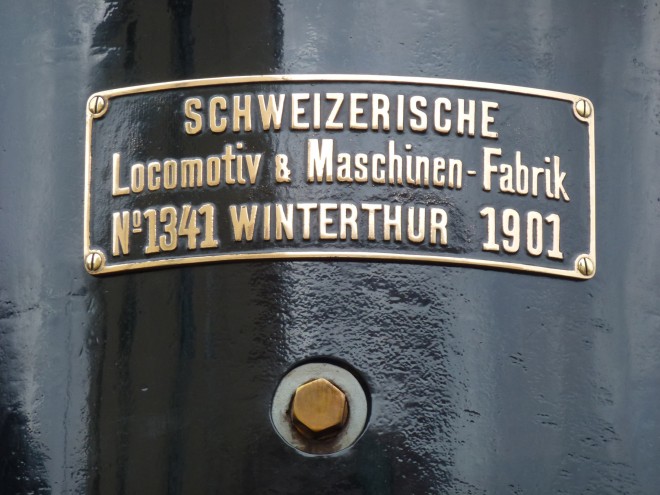 SCHWEIZERISCHE
Locomotiv & Maschinen-Fabrik
Nº1341 WINTERTHUR 1901